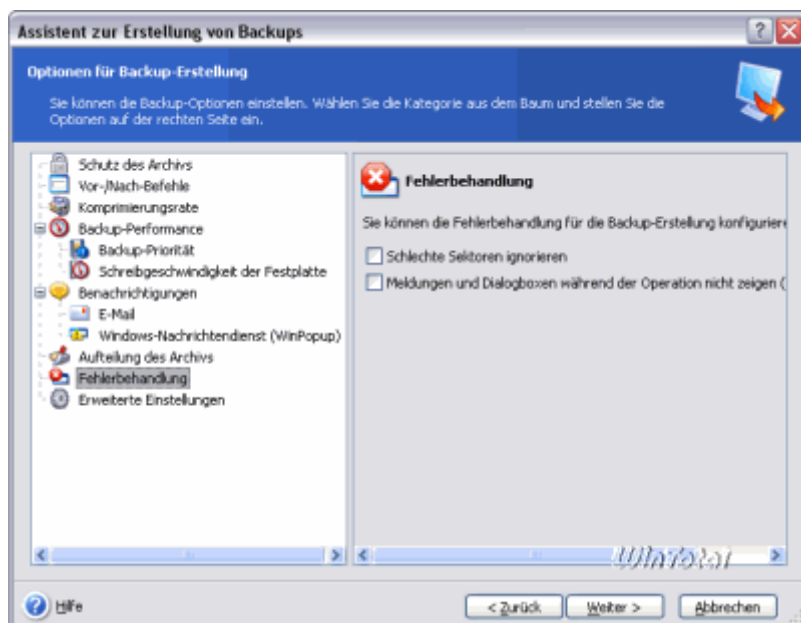 Assistent zur Erstellung von Backups
Optionen für Backup-Erstellung
Sie können die Backup-Optionen einstellen. Wählen Sie die Kategorie aus dem Baum und stellen Sie die
Optionen auf der rechten Seite ein.
Schutz des Archivs
Vor-/Nach-Befehle
Komprimierungsrate
Backup-Performance
Backup-Priorität
Schreibgeschwindigkeit der Festplatte
Benachrichtigungen
E-Mail
Windows-Nachrichtendienst (WinPopup)
Aufteilung des Archivs
Fehlerbehandlung
Erweiterte Einstellungen
Fehlerbehandlung
Sie können die Fehlerbehandlung für die Backup-Erstellung konfiguriere
Schlechte Sektoren ignorieren
Meldungen und Dialogboxen während der Operation nicht zeigen (
WinTotal
Hilfe
< Zurück
Weiter >
Abbrechen